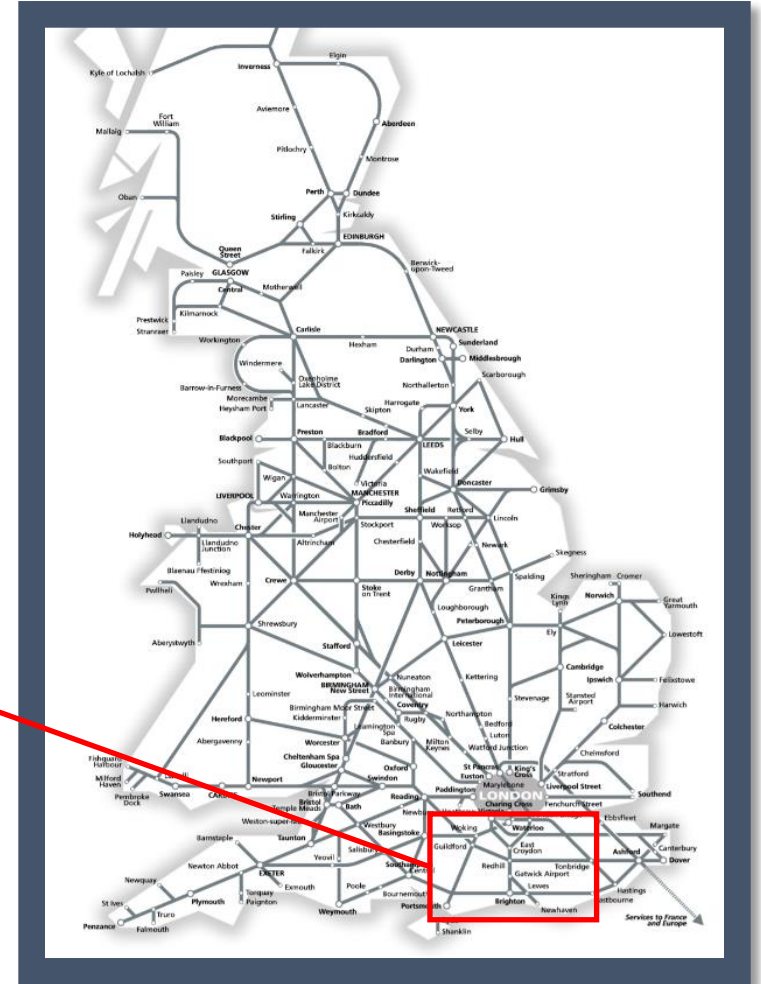 Elgin
Inverness
Kyle of Lochalsh
Aviemore
Fort
William
Aberdeen
Mallaig
Pitlochry
Montrose
Perth
Dundee
Oban
Stirling
Kirkcaldy
EDINBURGH
Queen
Street
Falkirk
Berwick-
upon-Tweed
Paisley
GLASGOW
Central
Motherwell
Prestwick
Kilmarnock
Stranraer
Carlisle
NEWCASTLE
Workington
Hexham
Durham
Sunderland
Darlington
Middlesbrough
Windermere
Scarborough
Oxenholme
Lake District
Barrow-in-Furness
Northallerton
Morecambe
Lancaster
Harrogate
Heysham Port
Skipton
York
Blackpool
Preston
Bradford
LEEDS
Selby
Hull
Blackburn
Huddersfield
Southport
Bolton
Wakefield
Wigan
Victoria
Doncaster
LIVERPOOL
Warrington
MANCHESTER
Piccadilly
Grimsby
Manchester
Airport
Sheffield
Retford
Llandudno
Chester
Stockport
Worksop
Lincoln
Holyhead
Llandudno
Junction
Altrincham
Chesterfield
Newark
Skegness
Blaenau Ffestiniog
Crewe
Derby
Nottingham
Spalding
Sheringham
Cromer
Pwllheli
Wrexham
Stoke
on Trent
Grantham
Kings
Lynn
Norwich
Great
Yarmouth
Loughborough
Peterborough
Shrewsbury
Ely
Lowestoft
Aberystwyth
Stafford
Leicester
Wolverhampton
Nuneaton
Kettering
Cambridge
BIRMINGHAM
New Street
Birmingham
International
Ipswich
Felixstowe
Leominster
Coventry
Stevenage
Stansted
Airport
Birmingham Moor Street
Rugby
Northampton
Harwich
Hereford
Kidderminster
Leamington
Spa
Bedford
Colchester
Worcester
Banbury
Milton
Keynes
Luton
Abergavenny
Watford Junction
Chelmsford
Cheltenham Spa
Gloucester
Oxford
St Pancras
King's
Cross
Fishguard
Harbour
Euston
Stratford
Milford
Haven
Newport
Swindon
Marylebone
Liverpool Street
Pembroke
Dock
Swansea
Bristol Parkway
Reading
Paddington
LONDON
Southend
Bristol
Temple Meads
Bath
Charing Cross
Fenchurch Street
Ebbsfleet
Westbury
Basingstoke
Woking
Waterloo
Margate
Barnstaple
Taunton
Guildford
East
Croydon
Canterbury
Yeovil
Redhill
Tonbridge
Ashford
Dover
Newton Abbot
EXETER
Gatwick Airport
Newquay
Exmouth
Poole
Lewes
Hastings
St Ives
Plymouth
Torquay
Paignton
Portsmouth
Brighton
Newhaven
Truro
Weymouth
Services to France
and Europe
Penzance
Falmouth
Shanklin